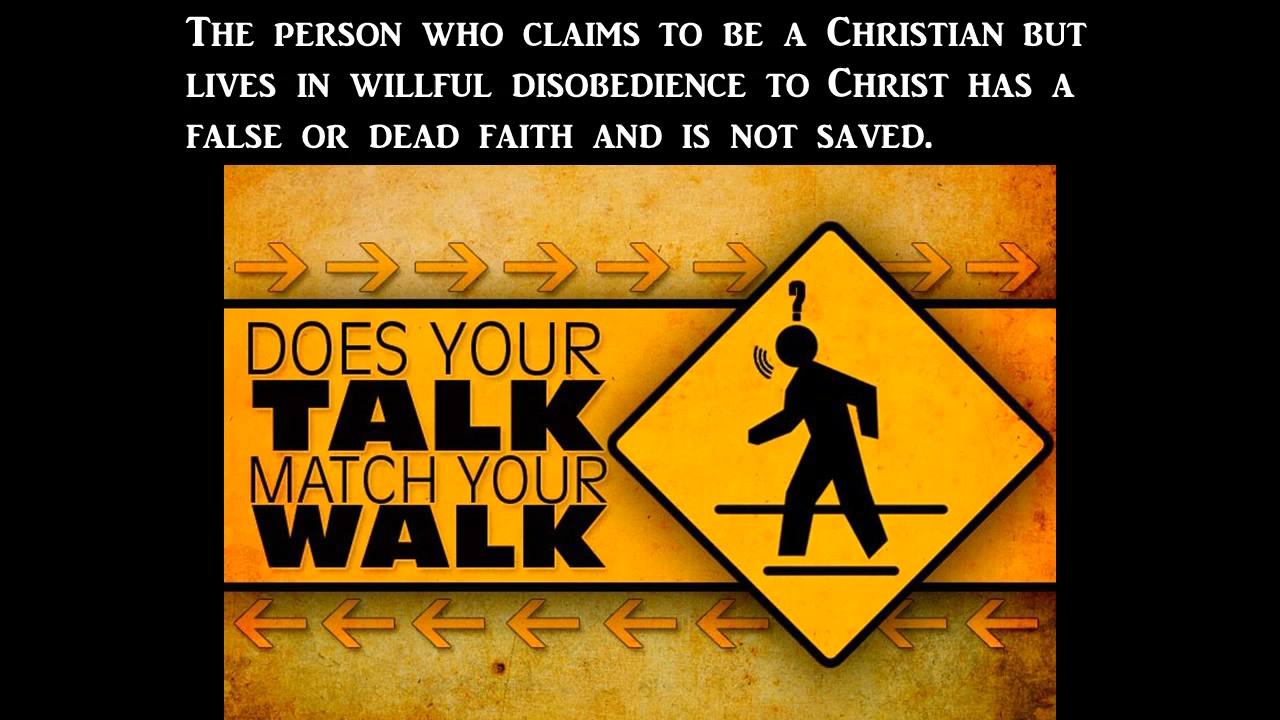 The person who claims to be a Christian but
lives in willful disobedience to Christ has a
false or dead faith and is not saved.
?
DOES YOUR
TALK
MATCH YOUR
WALK